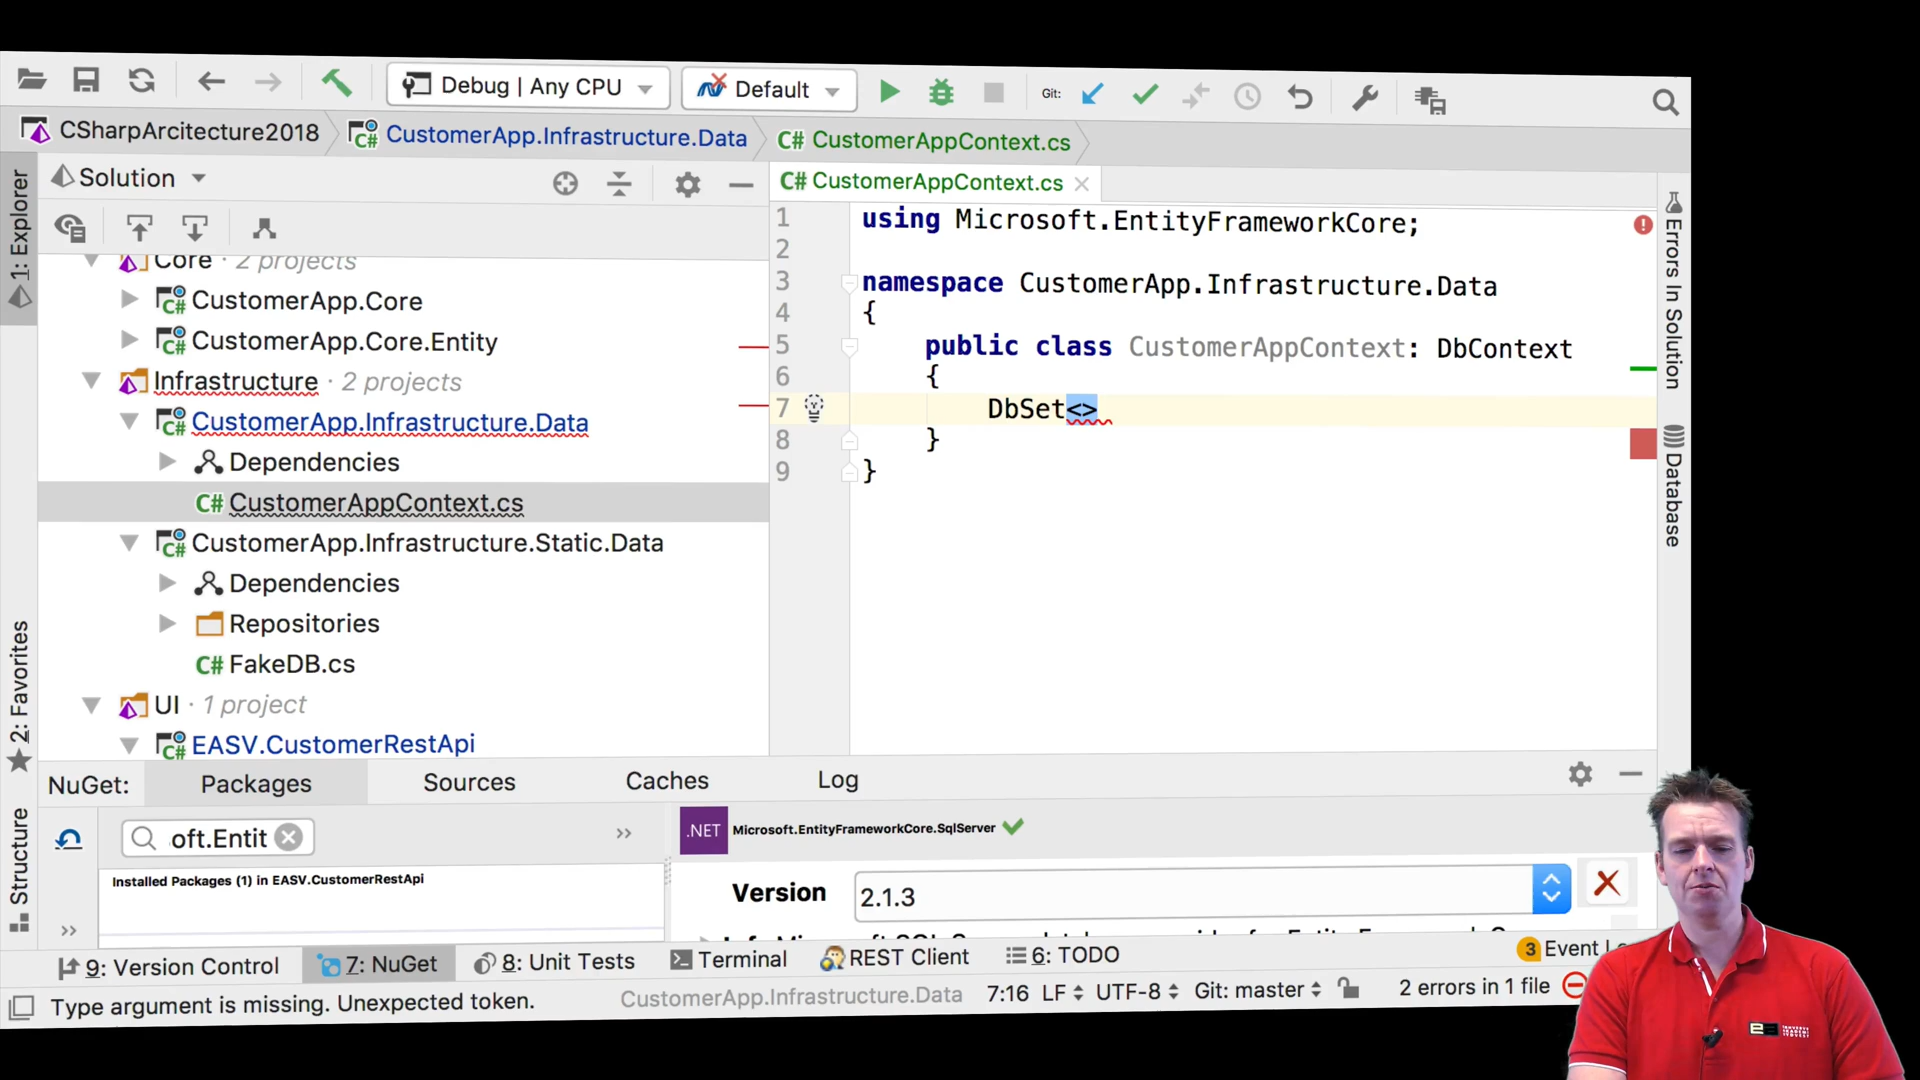 Debug | Any CPU
Default
Git:
CSharpArcitecture2018
CustomerApp.Infrastructure.Data
C# CustomerAppContext.cs
1: Explorer
Solution
C# CustomerAppContext.cs
Core · 2 projects
C# CustomerApp.Core
C# CustomerApp.Core.Entity
Infrastructure · 2 projects
C# CustomerApp.Infrastructure.Data
Dependencies
C# CustomerAppContext.cs
C# CustomerApp.Infrastructure.Static.Data
Dependencies
Repositories
C# FakeDB.cs
UI · 1 project
C# EASV.CustomerRestApi
1 using Microsoft.EntityFrameworkCore;
2
3 namespace CustomerApp.Infrastructure.Data
4 {
5 public class CustomerAppContext: DbContext
6 {
7 DbSet<>
8 }
9 }
Errors In Solution
Database
2: Favorites
Structure
NuGet:
Packages
Sources
Caches
Log
oft.Entit
.NET
Microsoft.EntityFrameworkCore.SqlServer
Installed Packages (1) in EASV.CustomerRestApi
Version
2.1.3
9: Version Control
7: NuGet
8: Unit Tests
Terminal
REST Client
6: TODO
3 Event
Type argument is missing. Unexpected token.
CustomerApp.Infrastructure.Data
7:16
LF
UTF-8
Git: master
2 errors in 1 file